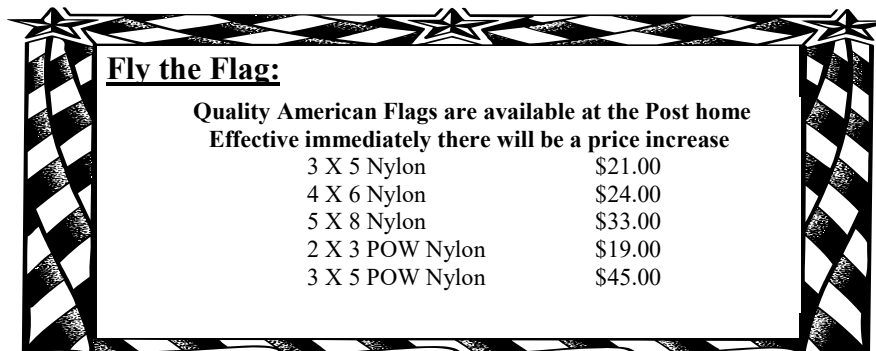 Fly the Flag:
Quality American Flags are available at the Post home
Effective immediately there will be a price increase
3 X 5 Nylon $21.00
4 X 6 Nylon $24.00
5 X 8 Nylon $33.00
2 X 3 POW Nylon $19.00
3 X 5 POW Nylon $45.00